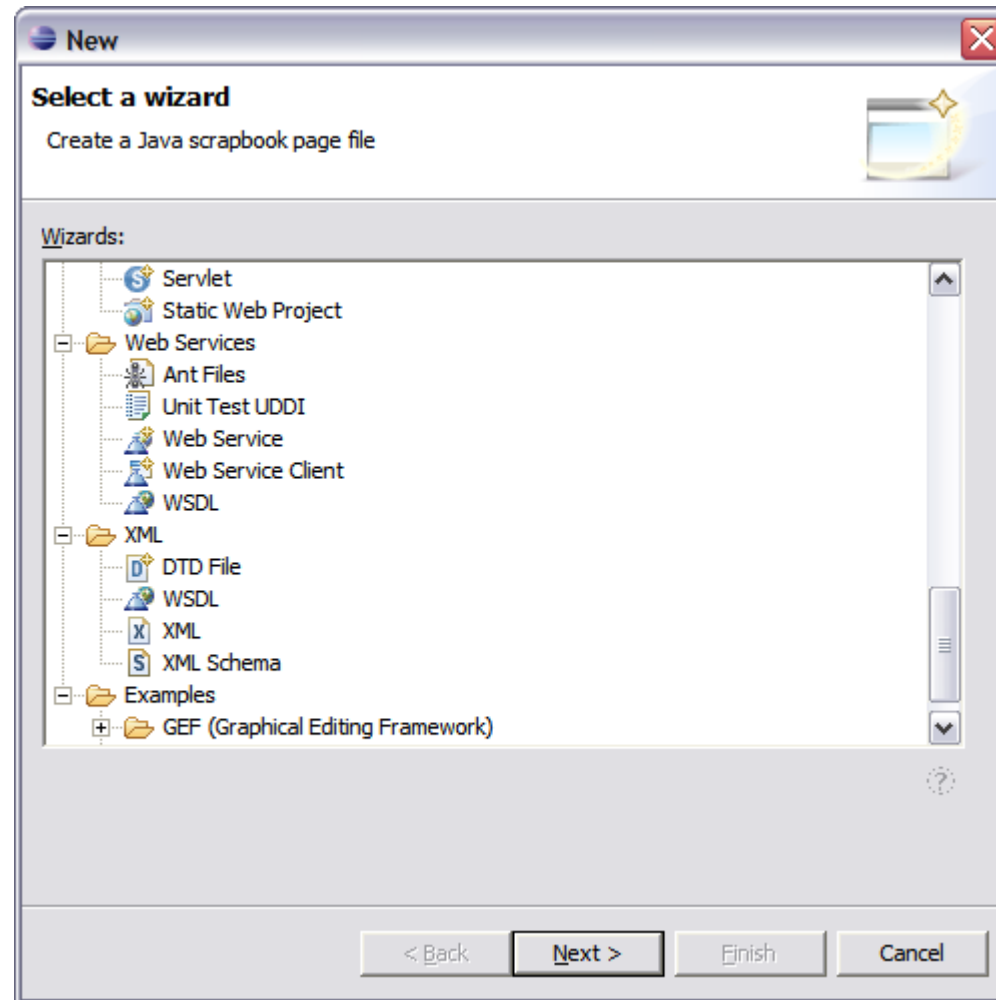 New
Select a wizard
Create a Java scrapbook page file
Wizards:
Servlet
Static Web Project
Web Services
Ant Files
Unit Test UDDI
Web Service
Web Service Client
WSDL
XML
DTD File
WSDL
XML
XML Schema
Examples
GEF (Graphical Editing Framework)
< Back Next > Finish Cancel